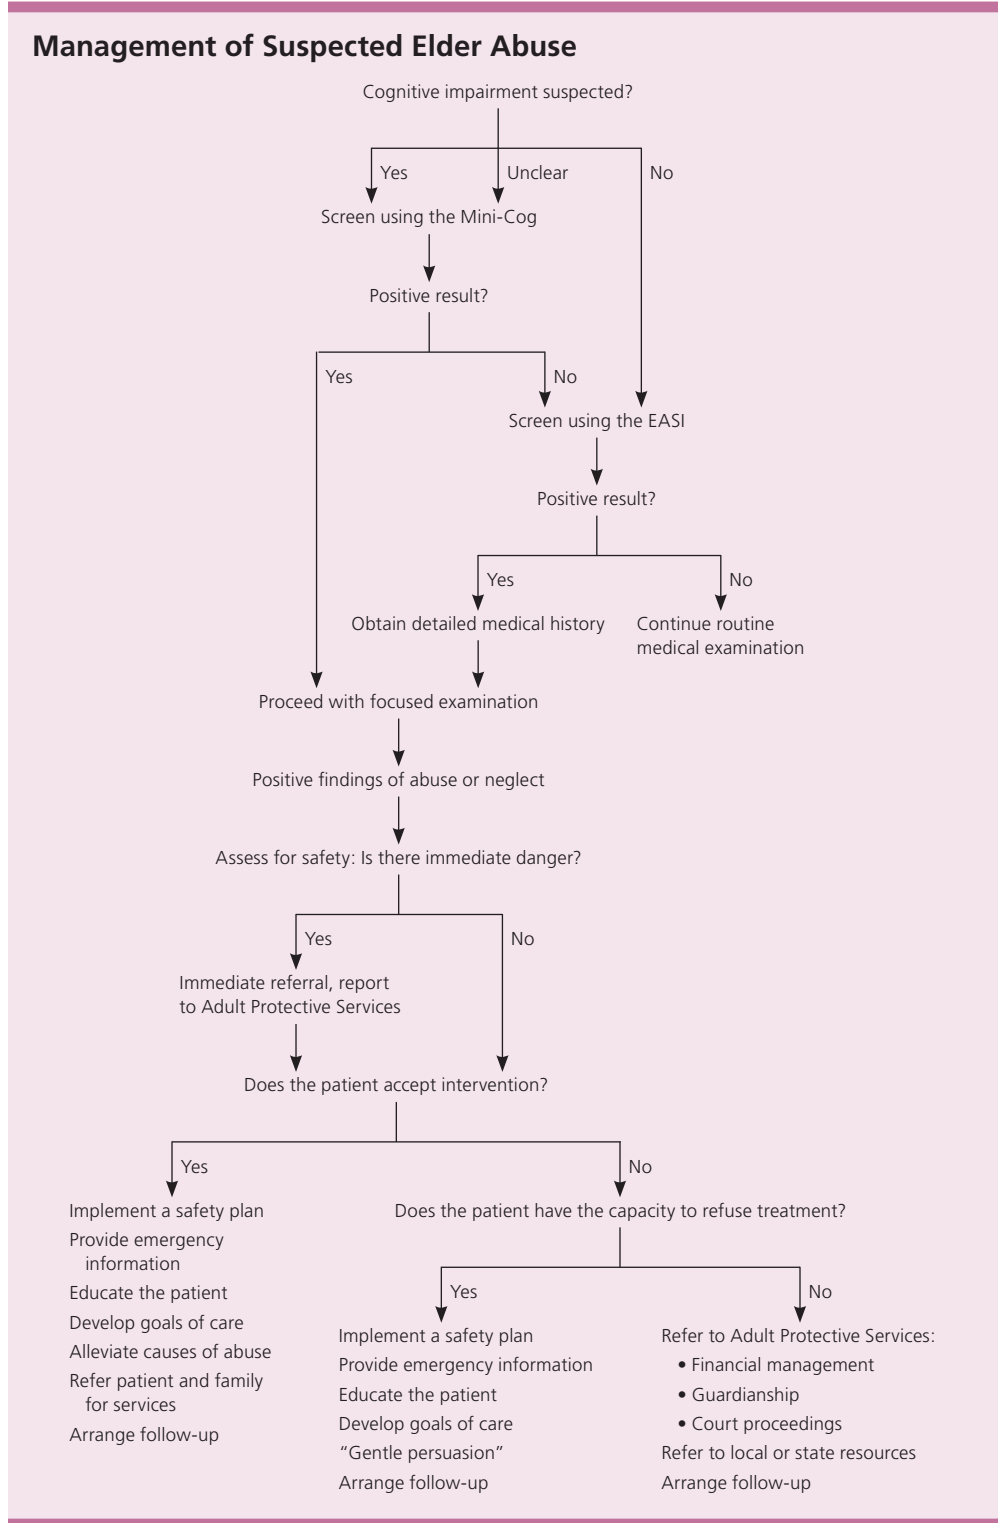 Management of Suspected Elder Abuse
Cognitive impairment suspected?
Yes
Unclear
No
Screen using the Mini-Cog
Positive result?
Yes
No
Screen using the EASI
Positive result?
Yes
No
Obtain detailed medical history
Continue routine
medical examination
Proceed with focused examination
Positive findings of abuse or neglect
Assess for safety: Is there immediate danger?
Yes
No
Immediate referral, report
to Adult Protective Services
Does the patient accept intervention?
Yes
No
Implement a safety plan
Provide emergency
information
Educate the patient
Develop goals of care
Alleviate causes of abuse
Refer patient and family
for services
Arrange follow-up
Does the patient have the capacity to refuse treatment?
Yes
No
Implement a safety plan
Provide emergency information
Educate the patient
Develop goals of care
“Gentle persuasion”
Arrange follow-up
Refer to Adult Protective Services:
• Financial management
• Guardianship
• Court proceedings
Refer to local or state resources
Arrange follow-up